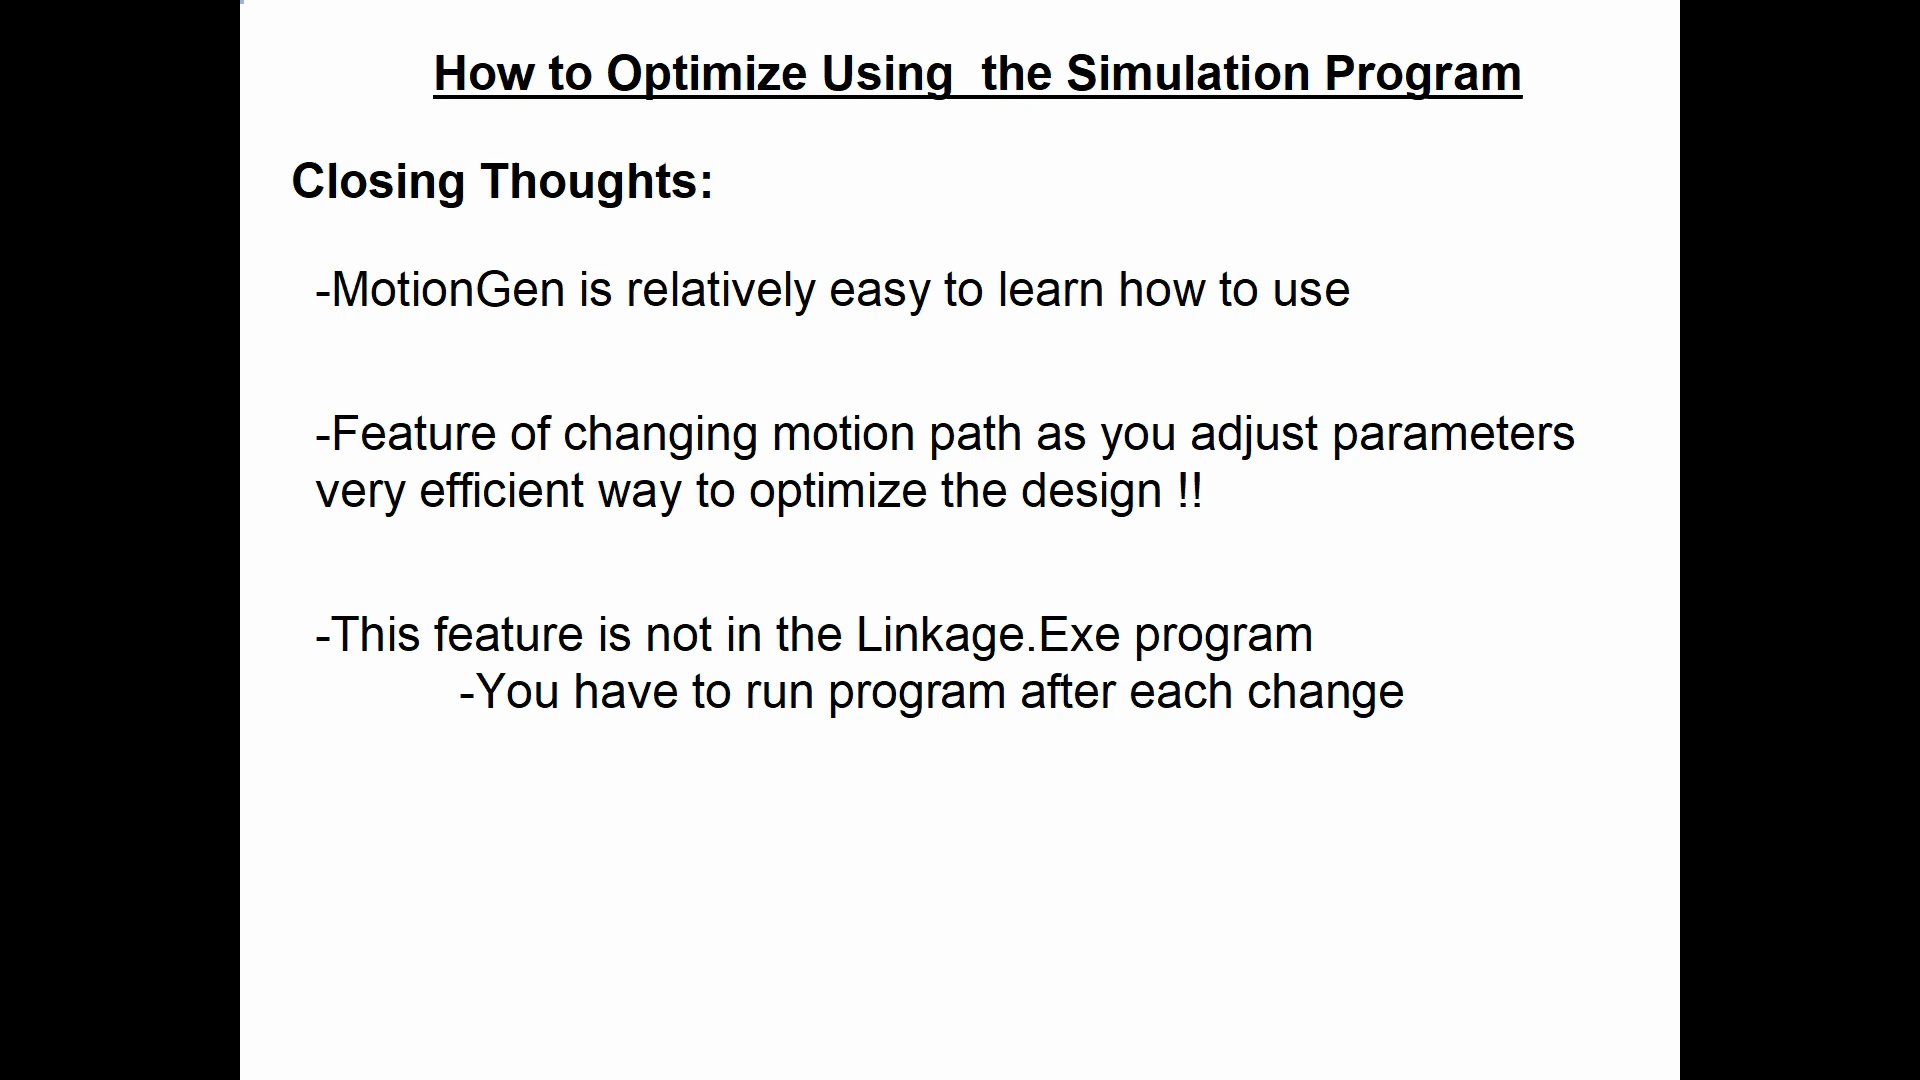 How to Optimize Using  the Simulation Program
Closing Thoughts:
-MotionGen is relatively easy to learn how to use
-Feature of changing motion path as you adjust parameters
very efficient way to optimize the design !!
-This feature is not in the Linkage.Exe program
-You have to run program after each change